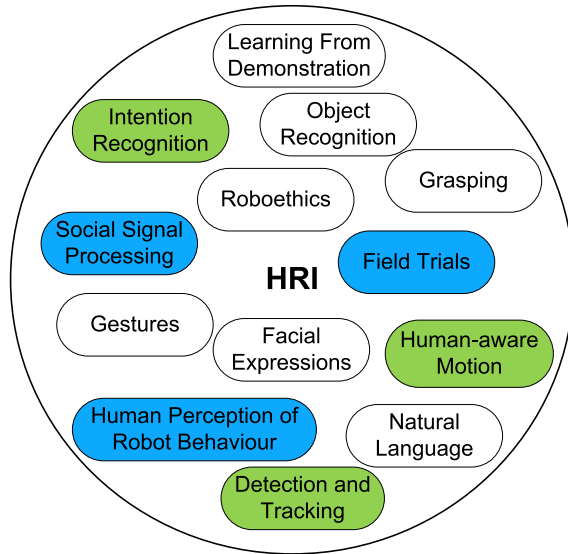 Learning From
Demonstration
Intention
Recognition
Object
Recognition
Grasping
Roboethics
Social Signal
Processing
Field Trials
HRI
Gestures
Facial
Expressions
Human-aware
Motion
Human Perception of
Robot Behaviour
Natural
Language
Detection and
Tracking